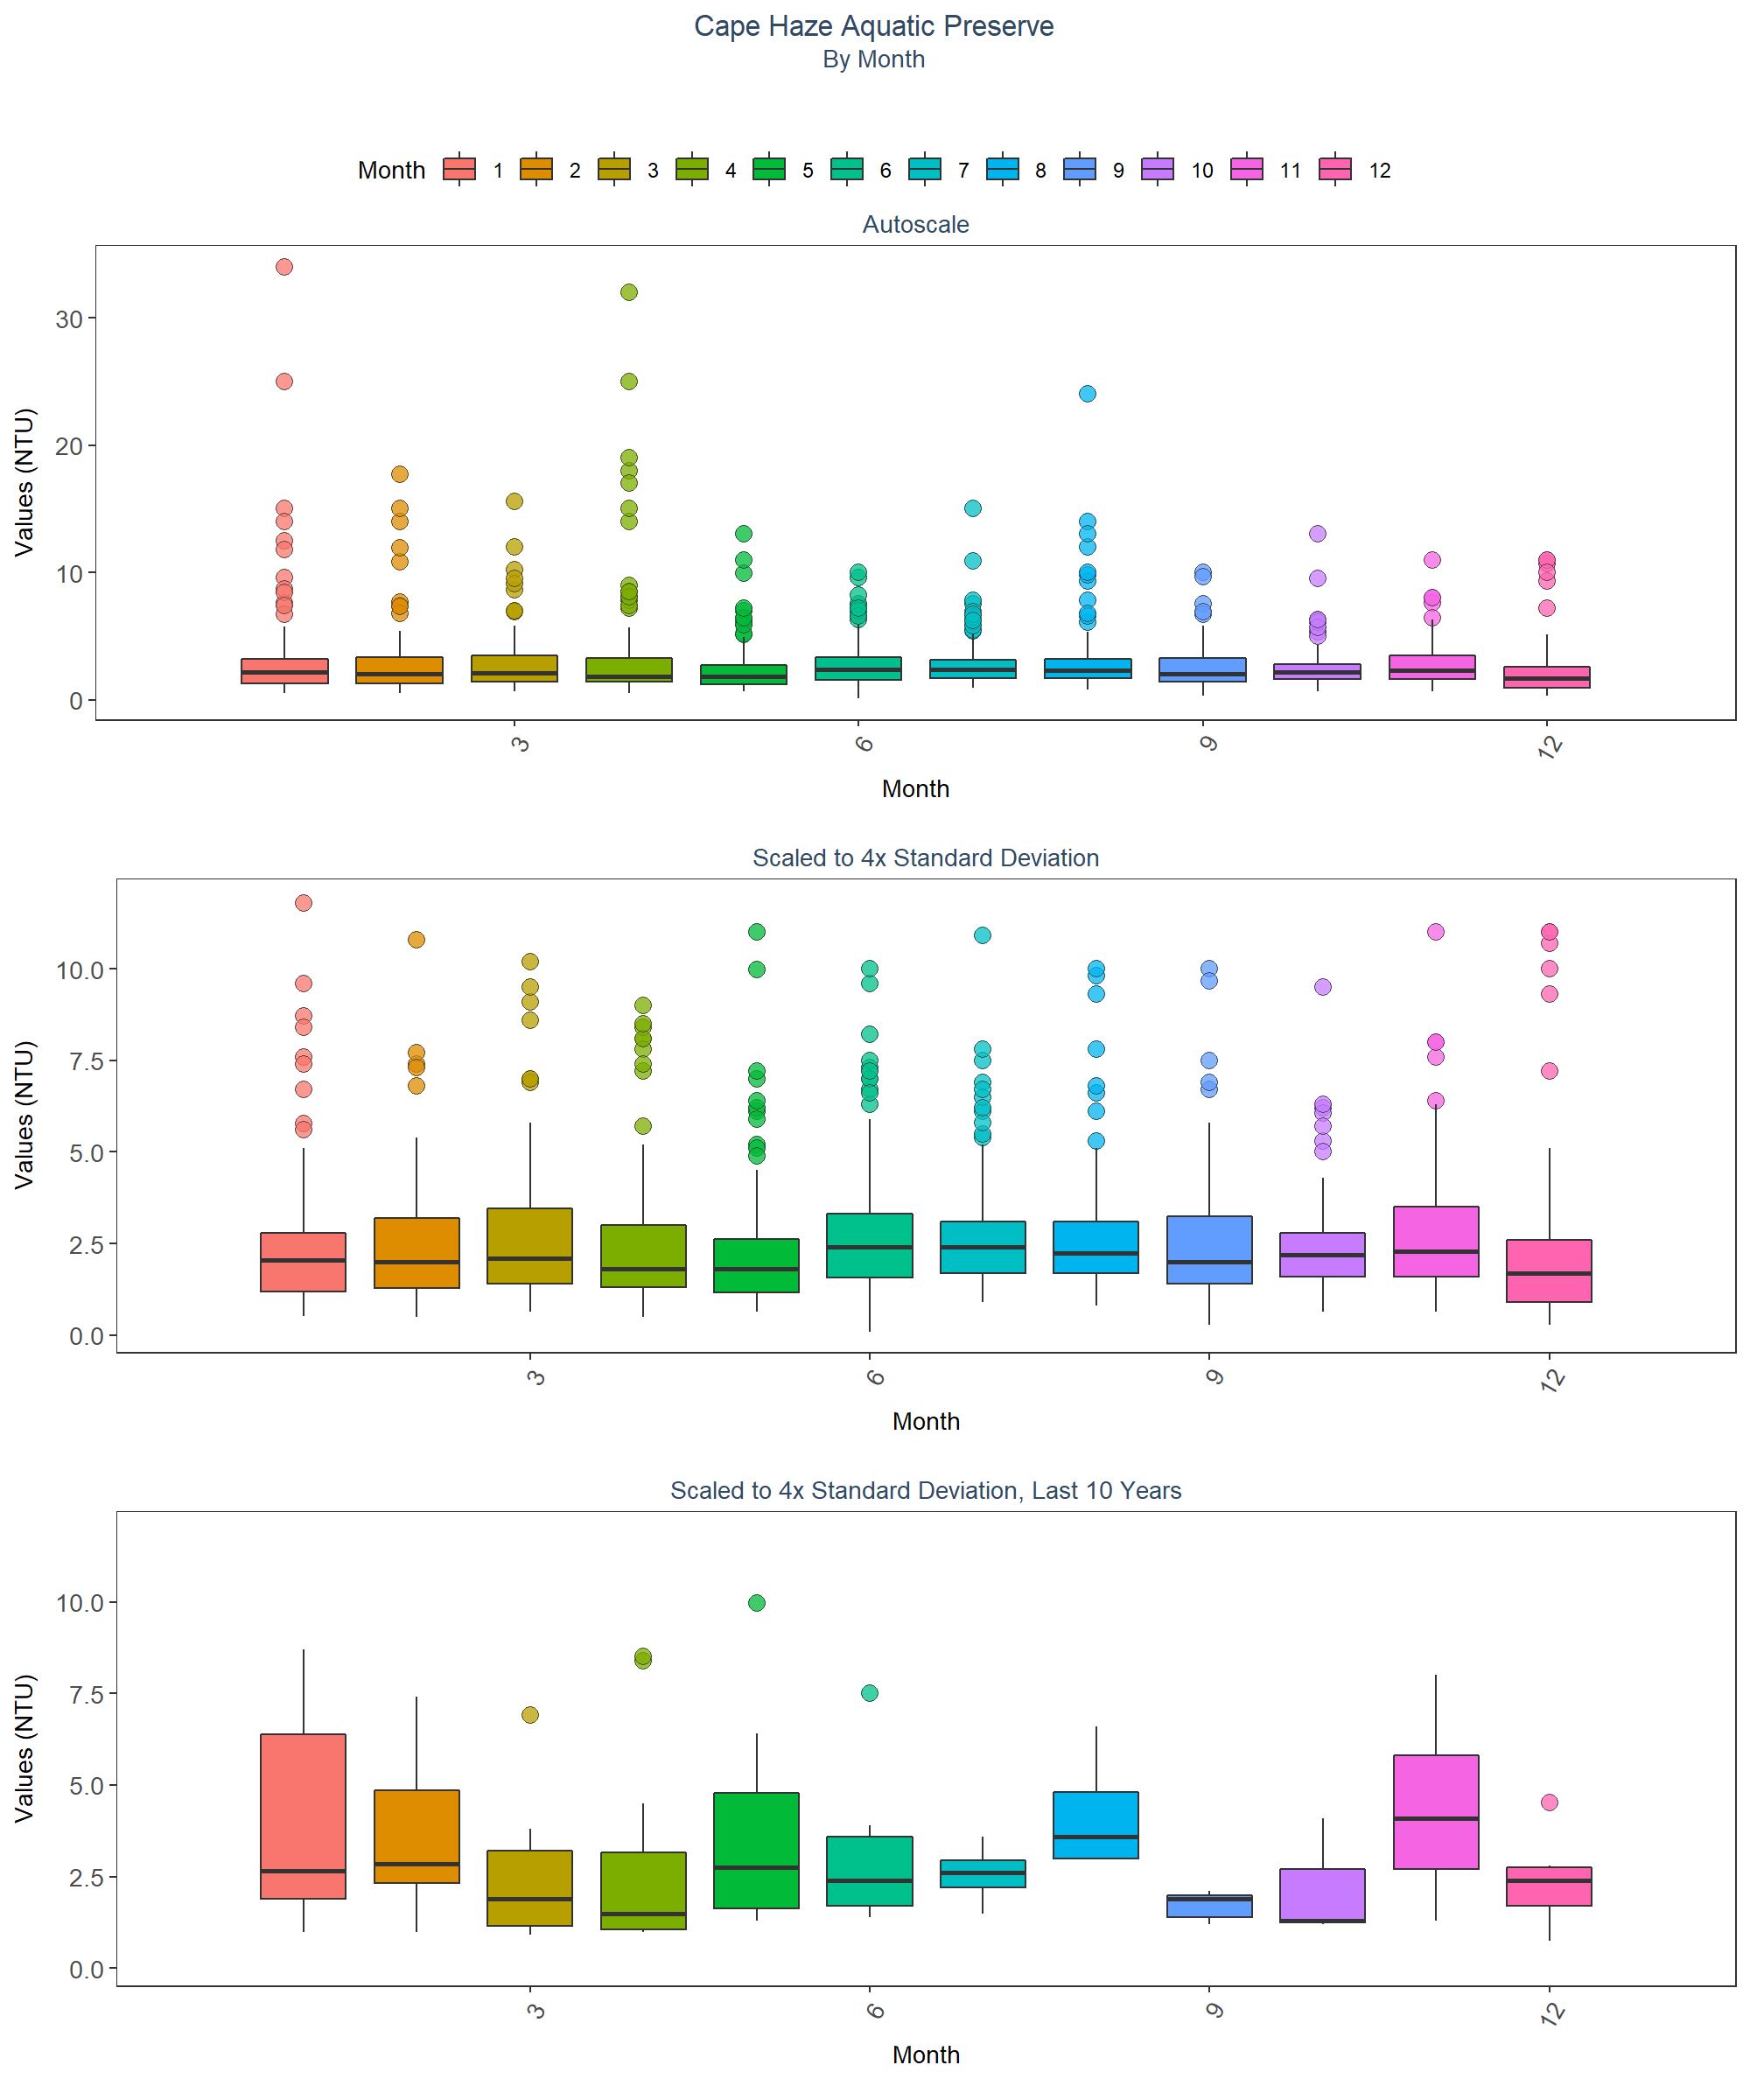 Cape Haze Aquatic Preserve
By Month
Month 1 2 3 4 5 6 7 8 9 10 11 12
Autoscale
Values (NTU)
30
20
10
0
3 6 9 12
Month
Scaled to 4x Standard Deviation
Values (NTU)
10.0
7.5
5.0
2.5
0.0
3 6 9 12
Month
Scaled to 4x Standard Deviation, Last 10 Years
Values (NTU)
10.0
7.5
5.0
2.5
0.0
3 6 9 12
Month